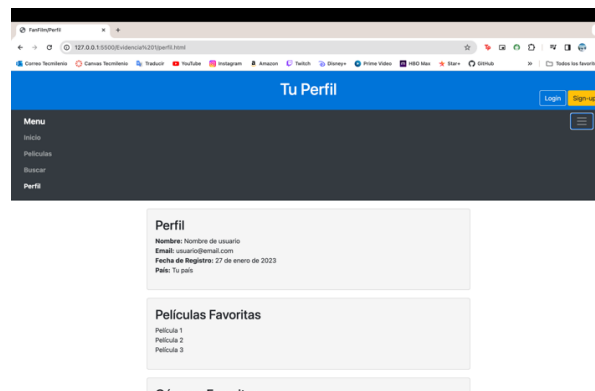 FanFilm/Perfil
127.0.0.1:5500/Evidencia%201/perfil.html
Correo Tecmilenio Canvas Tecmilenio Traducir YouTube Instagram Amazon Twitch Disney+ Prime Video HBO Max Star+ GitHub » Todos los favorit
Tu Perfil
Login Sign-up
Menu
Inicio
Películas
Buscar
Perfil
Perfil
Nombre: Nombre de usuario
Email: usuario@email.com
Fecha de Registro: 27 de enero de 2023
País: Tu país
Películas Favoritas
Película 1
Película 2
Película 3